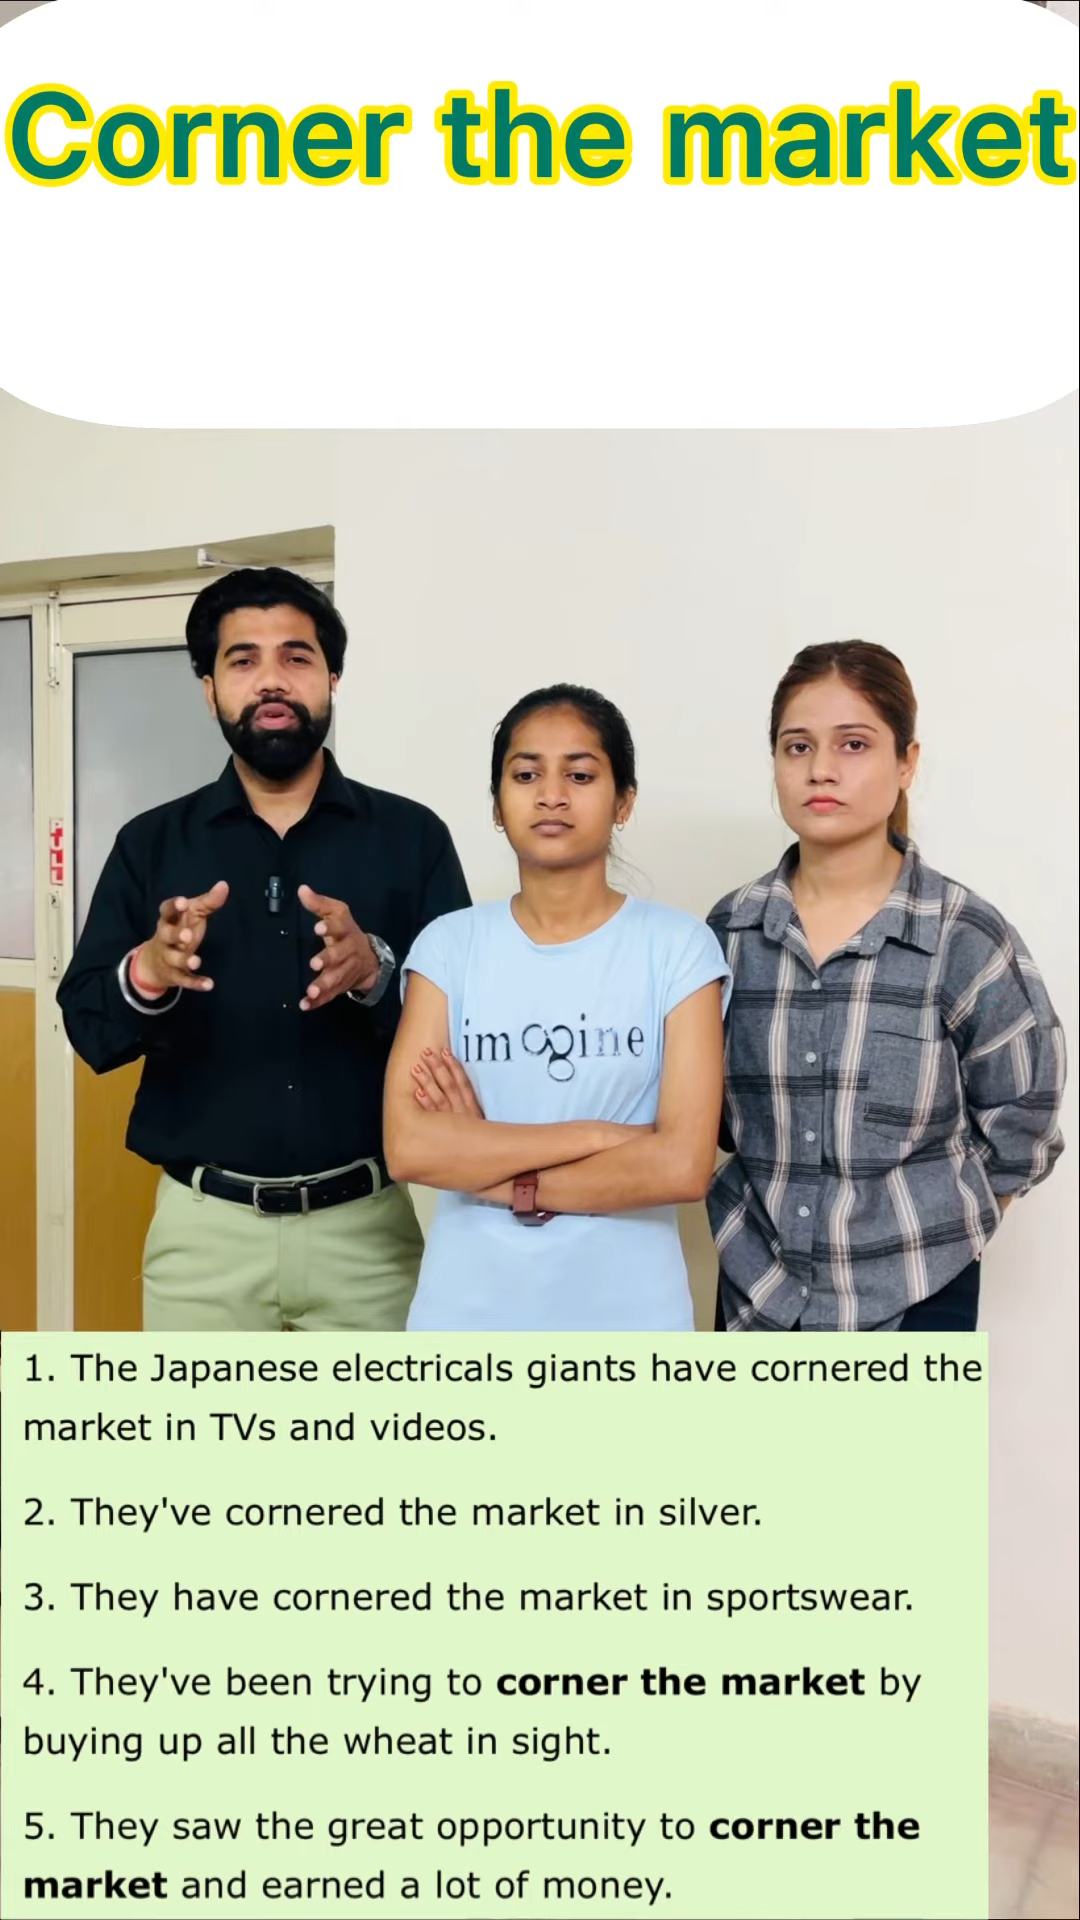 Corner the market
PULL
imagine
1. The Japanese electricals giants have cornered the
market in TVs and videos.
2. They've cornered the market in silver.
3. They have cornered the market in sportswear.
4. They've been trying to corner the market by
buying up all the wheat in sight.
5. They saw the great opportunity to corner the
market and earned a lot of money.